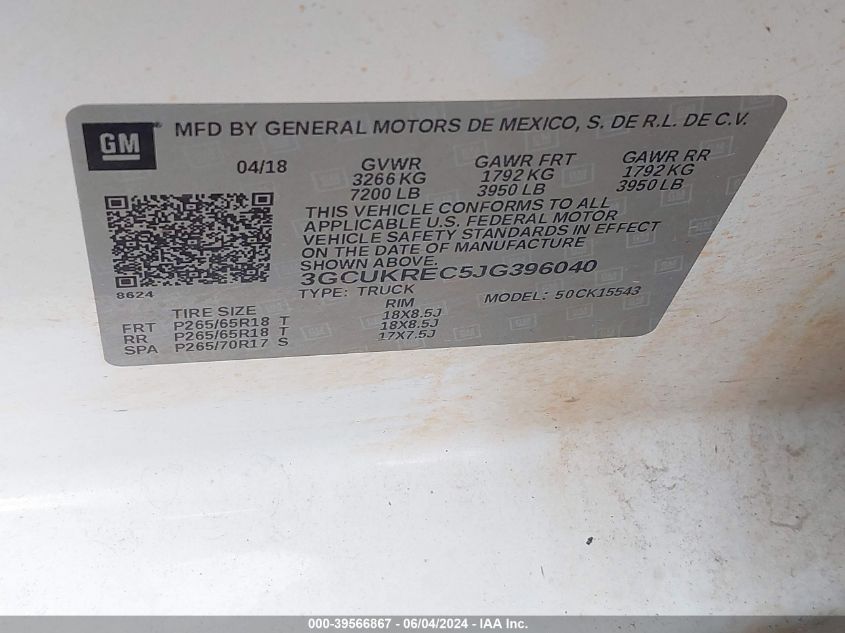 GM ® MFD BY GENERAL MOTORS DE MEXICO, S. DE R.L. DE C.V.
04/18 GVWR GAWR FRT GAWR RR
3266 KG 1792 KG 1792 KG
7200 LB 3950 LB 3950 LB
THIS VEHICLE CONFORMS TO ALL
APPLICABLE U.S. FEDERAL MOTOR
VEHICLE SAFETY STANDARDS IN EFFECT
ON THE DATE OF MANUFACTURE
SHOWN ABOVE.
3GCUKREC5JG396040
8624 TYPE: TRUCK MODEL: 50CK15543
TIRE SIZE RIM
FRT P265/65R18 T 18X8.5J
RR P265/65R18 T 18X8.5J
SPA P265/70R17 S 17X7.5J
000-39566867 - 06/04/2024 - IAA Inc.